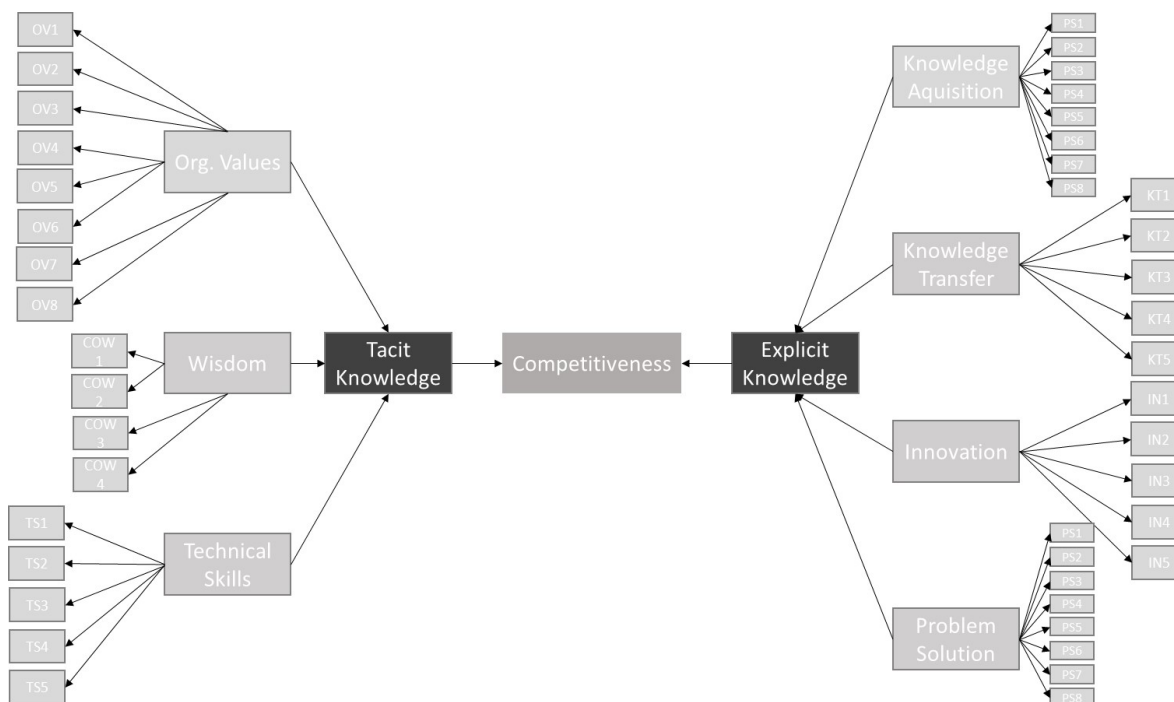 OV1
OV2
OV3
OV4
OV5
OV6
OV7
OV8
Org. Values
COW
1
COW
2
COW
3
COW
4
Wisdom
TS1
TS2
TS3
TS4
TS5
Technical
Skills
Tacit
Knowledge
Competitiveness
Explicit
Knowledge
Knowledge
Aquisition
PS1
PS2
PS3
PS4
PS5
PS6
PS7
PS8
Knowledge
Transfer
KT1
KT2
KT3
KT4
KT5
Innovation
IN1
IN2
IN3
IN4
IN5
Problem
Solution
PS1
PS2
PS3
PS4
PS5
PS6
PS7
PS8